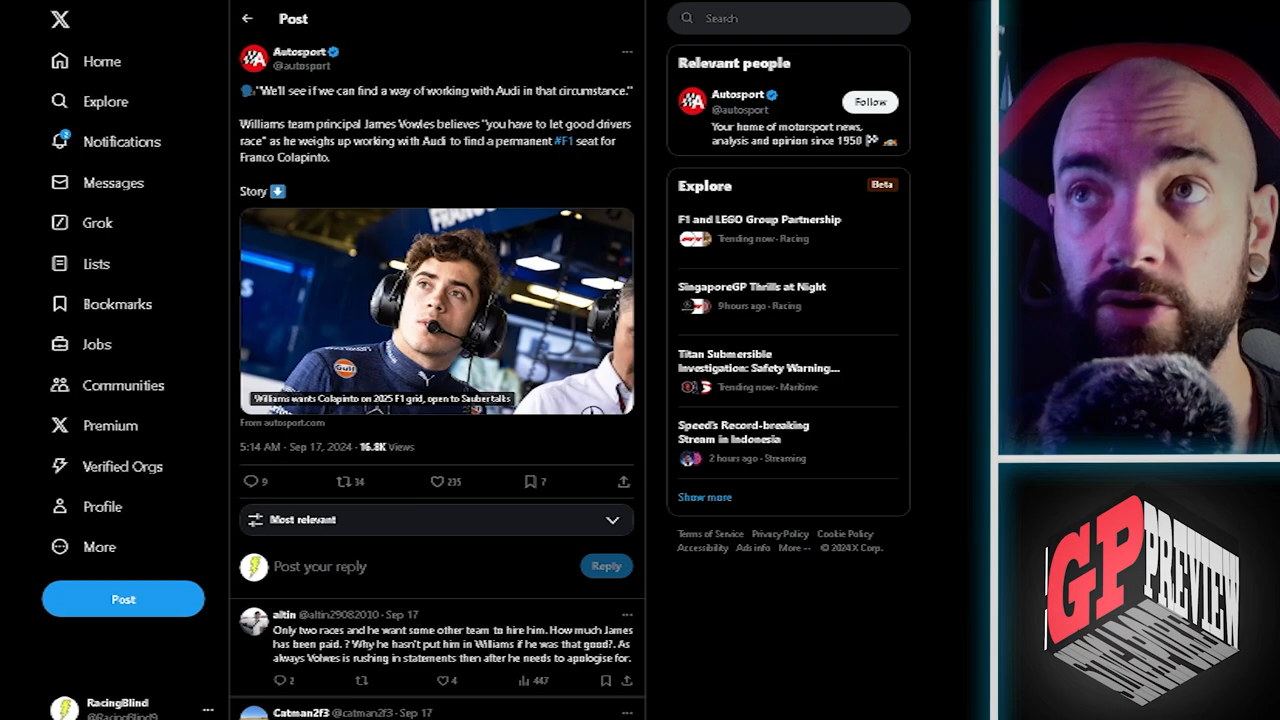 Home
Explore
2
Notifications
Messages
Grok
Lists
Bookmarks
Jobs
Communities
Premium
Verified Orgs
Profile
More
Post
RacingBlind
@RacingBlind9
Post
Autosport
@autosport
"We'll see if we can find a way of working with Audi in that circumstance."
Williams team principal James Vowles believes "you have to let good drivers
race" as he weighs up working with Audi to find a permanent #F1 seat for
Franco Colapinto.
Story
Gulf
Williams wants Colapinto on 2025 F1 grid, open to Sauber talks
From autosport.com
5:14 AM · Sep 17, 2024 · 16.8K Views
9
34
235
7
Most relevant
Post your reply
Reply
altin @altin29082010 · Sep 17
Only two races and he want some other team to hire him. How much James
has been paid. ? Why he hasn't put him in Williams if he was that good?. As
always Volwes is rushing in statements then after he needs to apologise for.
2
4
447
Catman2f3 @catman2f3 · Sep 17
Search
Relevant people
Autosport
@autosport
Follow
Your home of motorsport news,
analysis and opinion since 1950
Explore
Beta
F1 and LEGO Group Partnership
Trending now · Racing
SingaporeGP Thrills at Night
9 hours ago · Racing
Titan Submersible
Investigation: Safety Warning...
Trending now · Maritime
Speed's Record-breaking
Stream in Indonesia
2 hours ago · Streaming
Show more
Terms of Service Privacy Policy Cookie Policy
Accessibility Ads info More ··· © 2024 X Corp.
GP
PREVIEW
SINGAPORE